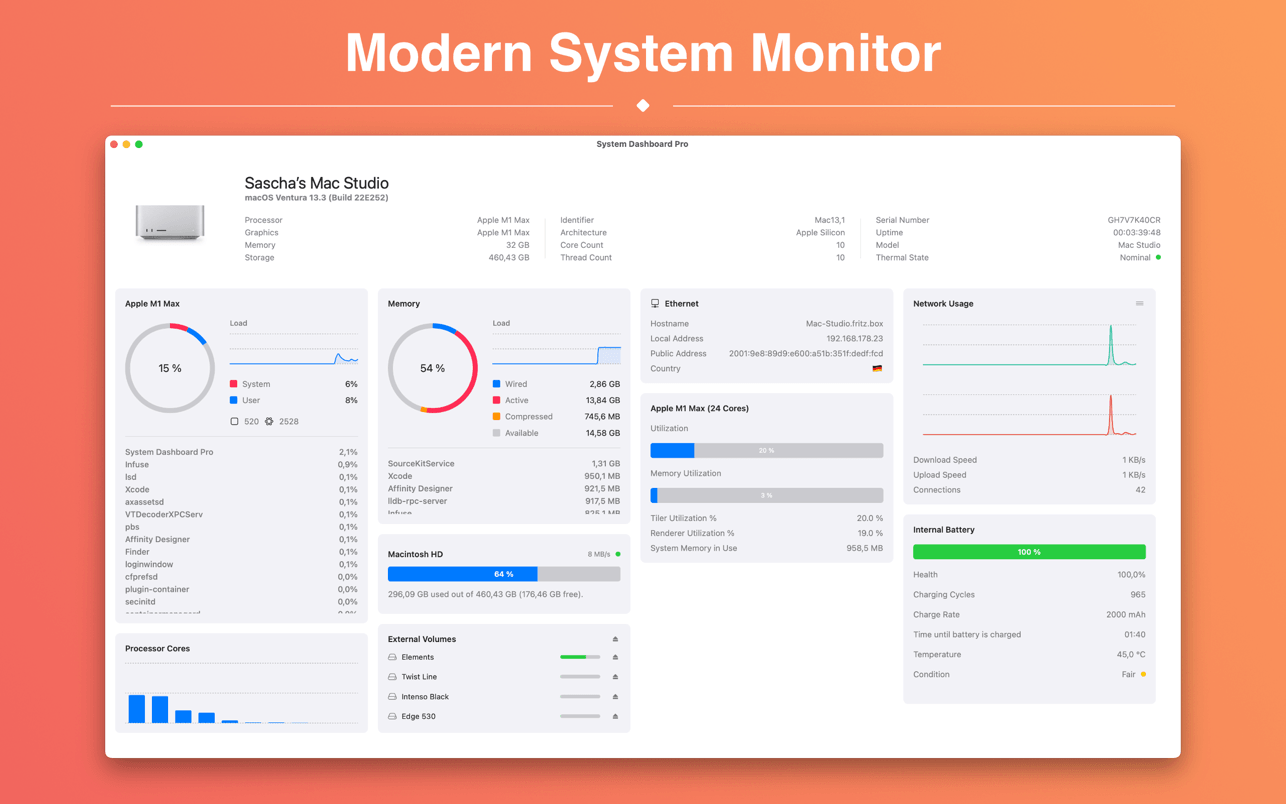 Modern System Monitor
System Dashboard Pro
Sascha's Mac Studio
macOS Ventura 13.3 (Build 22E252)
Processor Apple M1 Max
Graphics Apple M1 Max
Memory 32 GB
Storage 460,43 GB
Identifier Mac13,1
Architecture Apple Silicon
Core Count 10
Thread Count 10
Serial Number GH7V7K40CR
Uptime 00:03:39:48
Model Mac Studio
Thermal State Nominal
Apple M1 Max
15 %
Load
System 6%
User 8%
520 2528
System Dashboard Pro 2,1%
Infuse 0,9%
lsd 0,1%
Xcode 0,1%
axassetsd 0,1%
VTDecoderXPCServ 0,1%
pbs 0,1%
Affinity Designer 0,1%
Finder 0,1%
loginwindow 0,1%
cfprefsd 0,0%
plugin-container 0,0%
secinitd 0,0%
Processor Cores
Memory
54 %
Load
Wired 2,86 GB
Active 13,84 GB
Compressed 745,6 MB
Available 14,58 GB
SourceKitService 1,31 GB
Xcode 950,1 MB
Affinity Designer 921,5 MB
lldb-rpc-server 917,5 MB
Infuse 825,1 MB
Macintosh HD 8 MB/s
64 %
296,09 GB used out of 460,43 GB (176,46 GB free).
External Volumes
Elements
Twist Line
Intenso Black
Edge 530
Ethernet
Hostname Mac-Studio.fritz.box
Local Address 192.168.178.23
Public Address 2001:9e8:89d9:e600:a51b:351f:dedf:fcd
Country
Apple M1 Max (24 Cores)
Utilization
20 %
Memory Utilization
3 %
Tiler Utilization % 20.0 %
Renderer Utilization % 19.0 %
System Memory in Use 958,5 MB
Network Usage
Download Speed 1 KB/s
Upload Speed 1 KB/s
Connections 42
Internal Battery
100 %
Health 100,0%
Charging Cycles 965
Charge Rate 2000 mAh
Time until battery is charged 01:40
Temperature 45,0 °C
Condition Fair